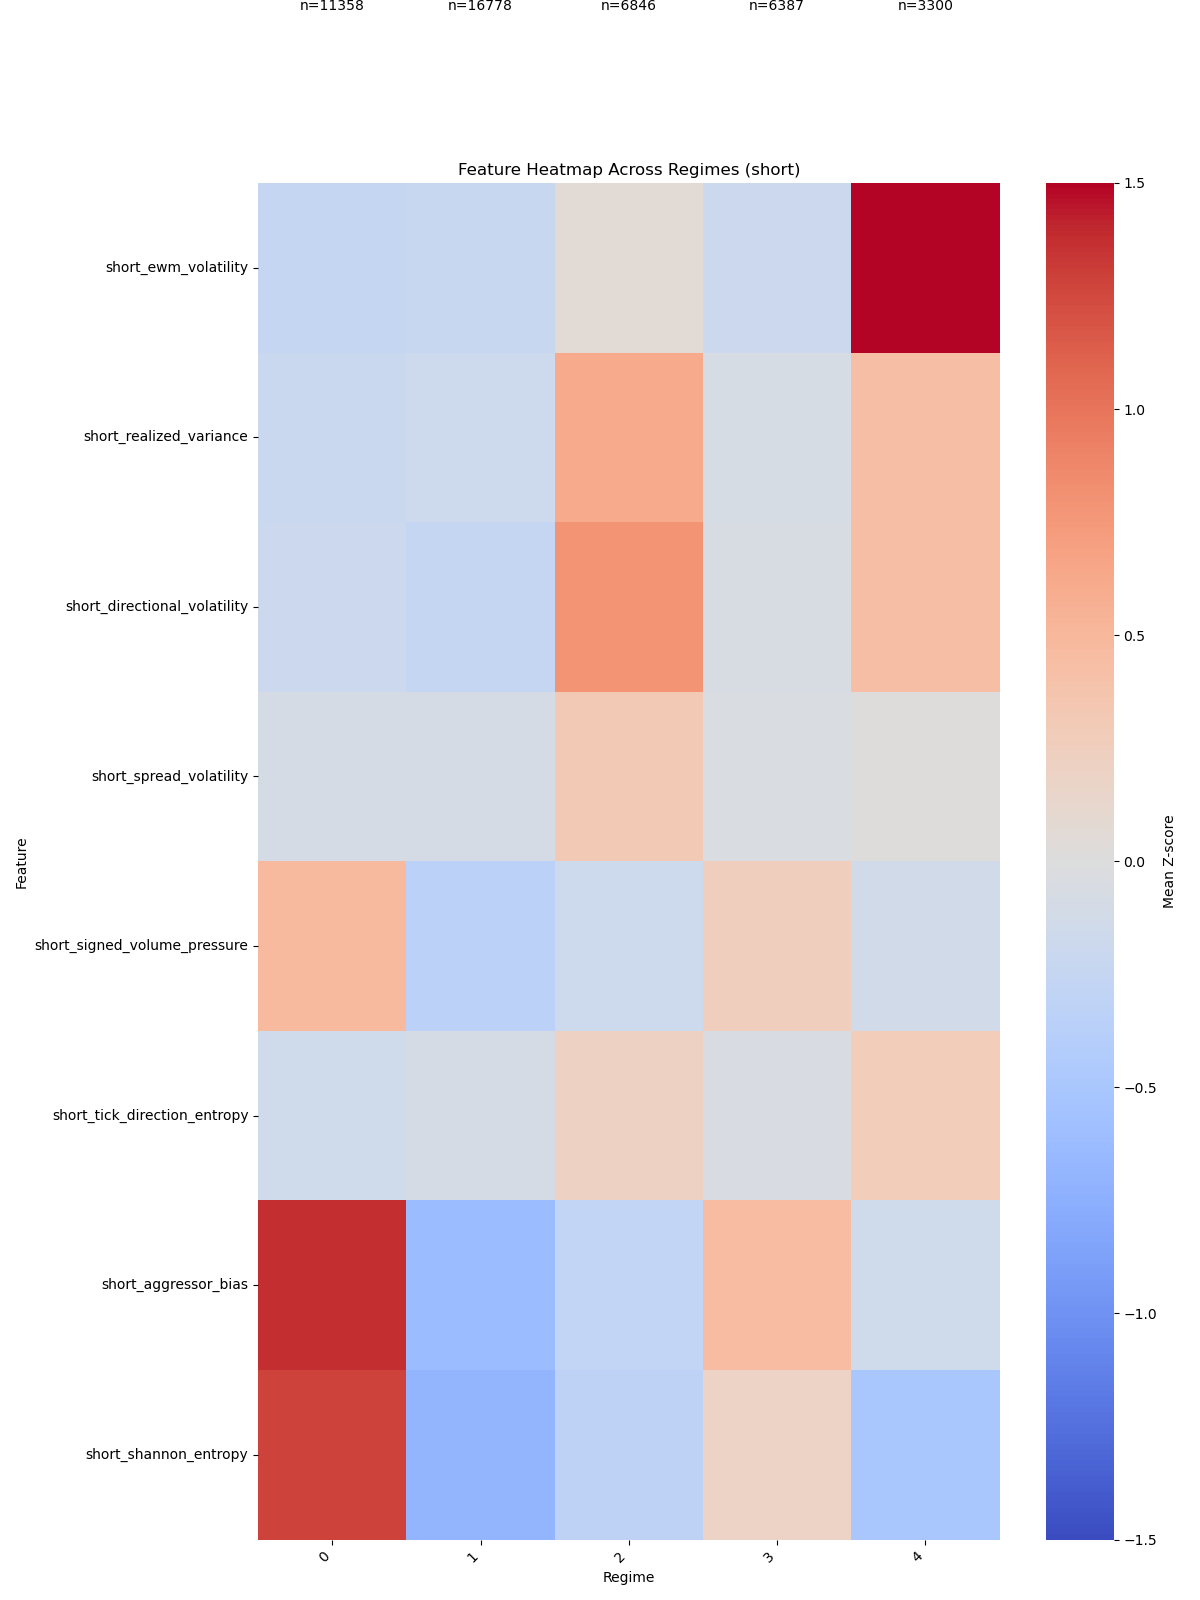 n=11358 n=16778 n=6846 n=6387 n=3300
Feature Heatmap Across Regimes (short)
short_ewm_volatility
short_realized_variance
short_directional_volatility
short_spread_volatility
short_signed_volume_pressure
short_tick_direction_entropy
short_aggressor_bias
short_shannon_entropy
Feature
0 1 2 3 4
Regime
1.5
1.0
0.5
0.0
−0.5
−1.0
−1.5
Mean Z-score